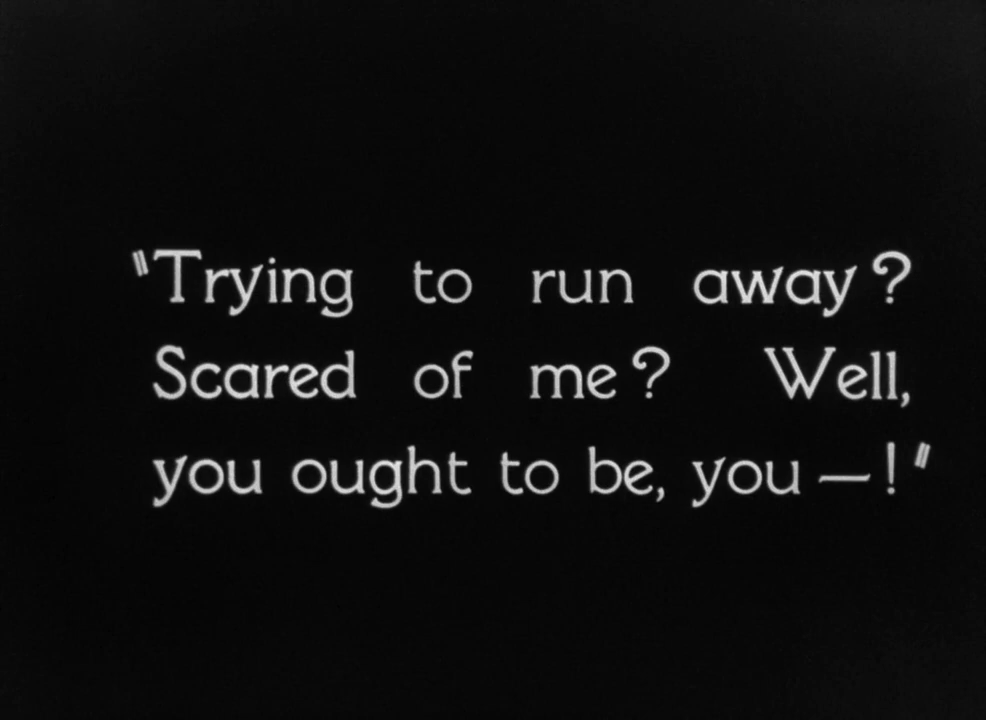 "Trying to run away?
Scared of me? Well,
you ought to be, you—!"